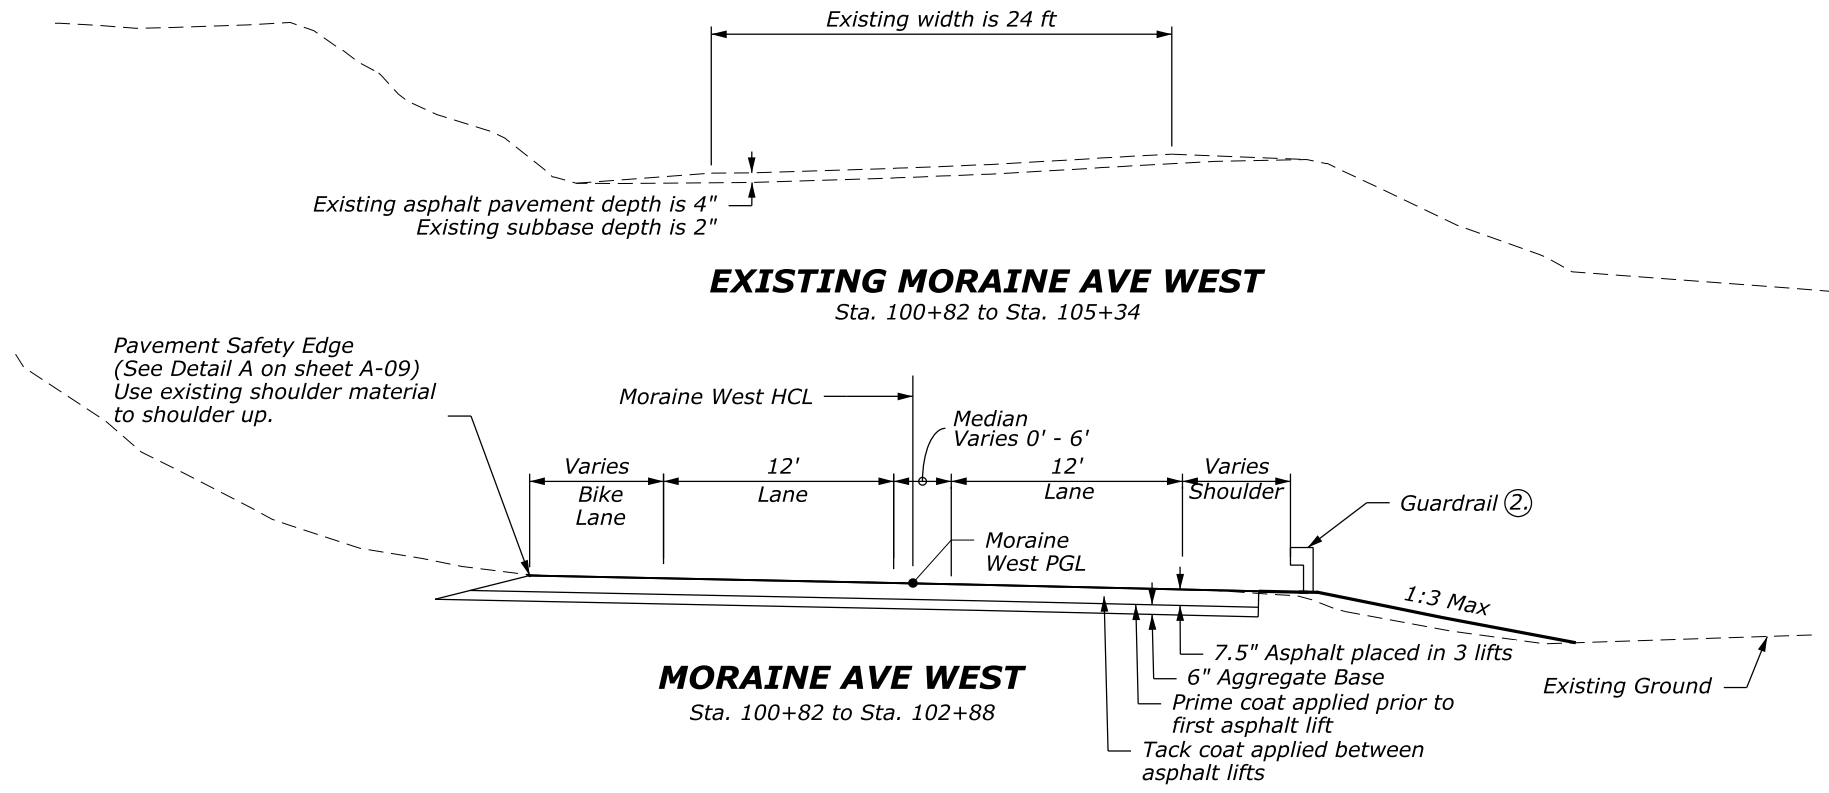 Existing width is 24 ft
Existing asphalt pavement depth is 4"
Existing subbase depth is 2"
EXISTING MORAINE AVE WEST
Sta. 100+82 to Sta. 105+34
Pavement Safety Edge
(See Detail A on sheet A-09)
Use existing shoulder material
to shoulder up.
Moraine West HCL
Median
Varies 0' - 6'
Varies
Bike
Lane
12'
Lane
12'
Lane
Varies
Shoulder
Guardrail 2.
Moraine
West PGL
1:3 Max
7.5" Asphalt placed in 3 lifts
6" Aggregate Base
Prime coat applied prior to
first asphalt lift
Tack coat applied between
asphalt lifts
Existing Ground
MORAINE AVE WEST
Sta. 100+82 to Sta. 102+88